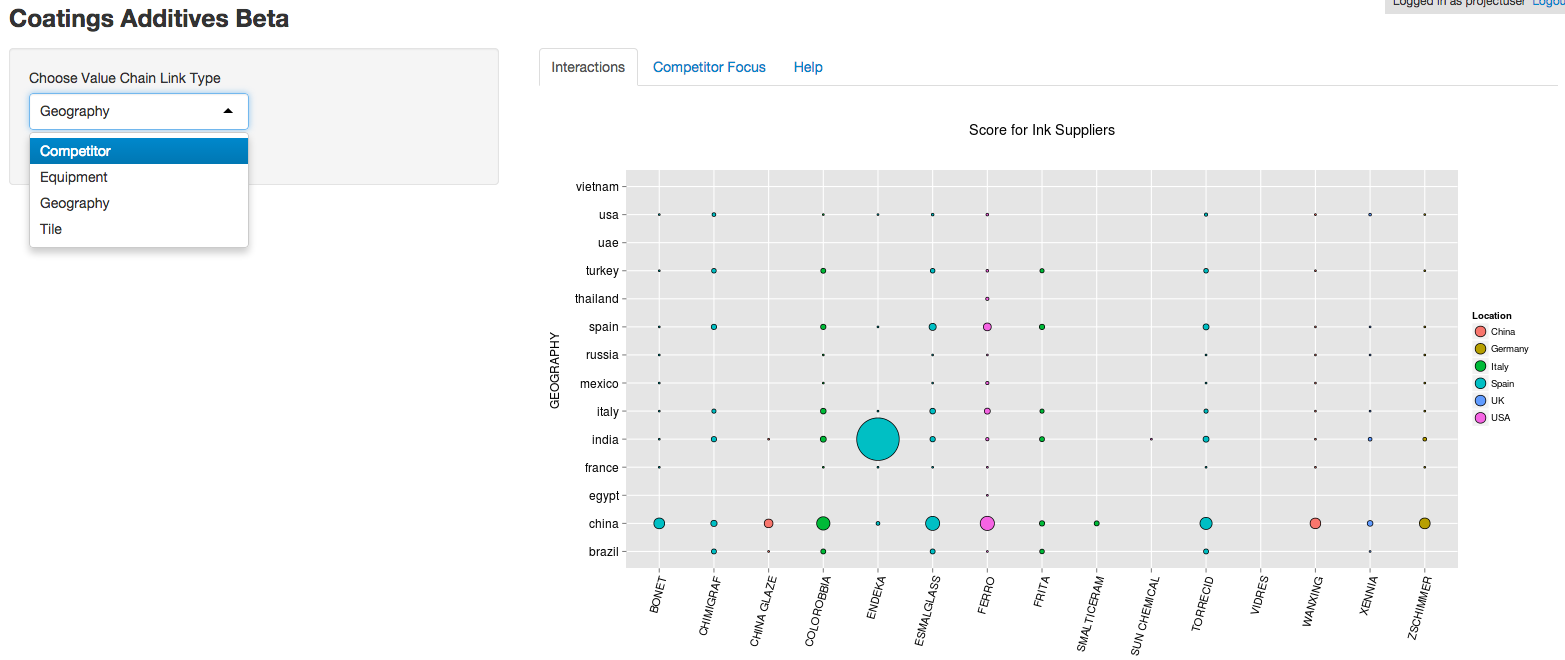 Coatings Additives Beta
Logged in as projectuser Logout
Choose Value Chain Link Type
Geography
Competitor
Equipment
Geography
Tile
Interactions Competitor Focus Help
Score for Ink Suppliers
GEOGRAPHY
vietnam
usa
uae
turkey
thailand
spain
russia
mexico
italy
india
france
egypt
china
brazil
BONET CHIMIGRAF CHINA GLAZE COLOROBBIA ENDEKA ESMALGLASS FERRO FRITA SMALTICERAM SUN CHEMICAL TORRECID VIDRES WANXING XENNIA ZSCHIMMER
Location
China
Germany
Italy
Spain
UK
USA